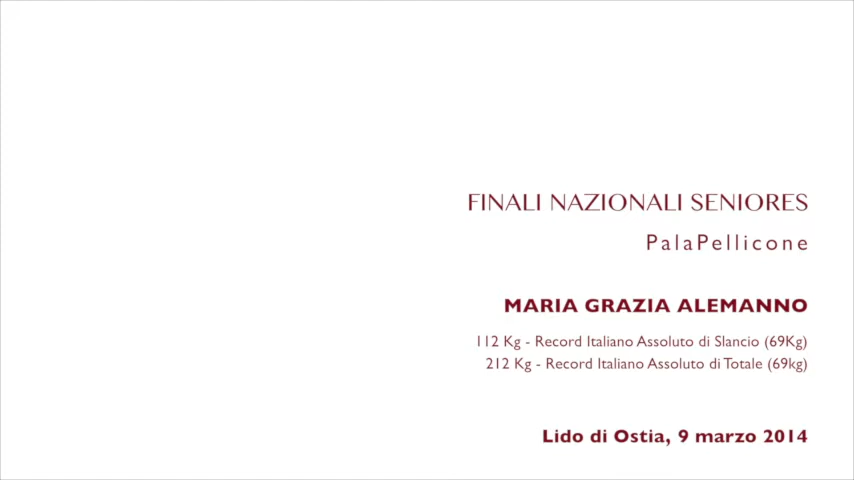 FINALI NAZIONALI SENIORES
PalaPellicone
MARIA GRAZIA ALEMANNO
112 Kg - Record Italiano Assoluto di Slancio (69Kg)
212 Kg - Record Italiano Assoluto di Totale (69kg)
Lido di Ostia, 9 marzo 2014